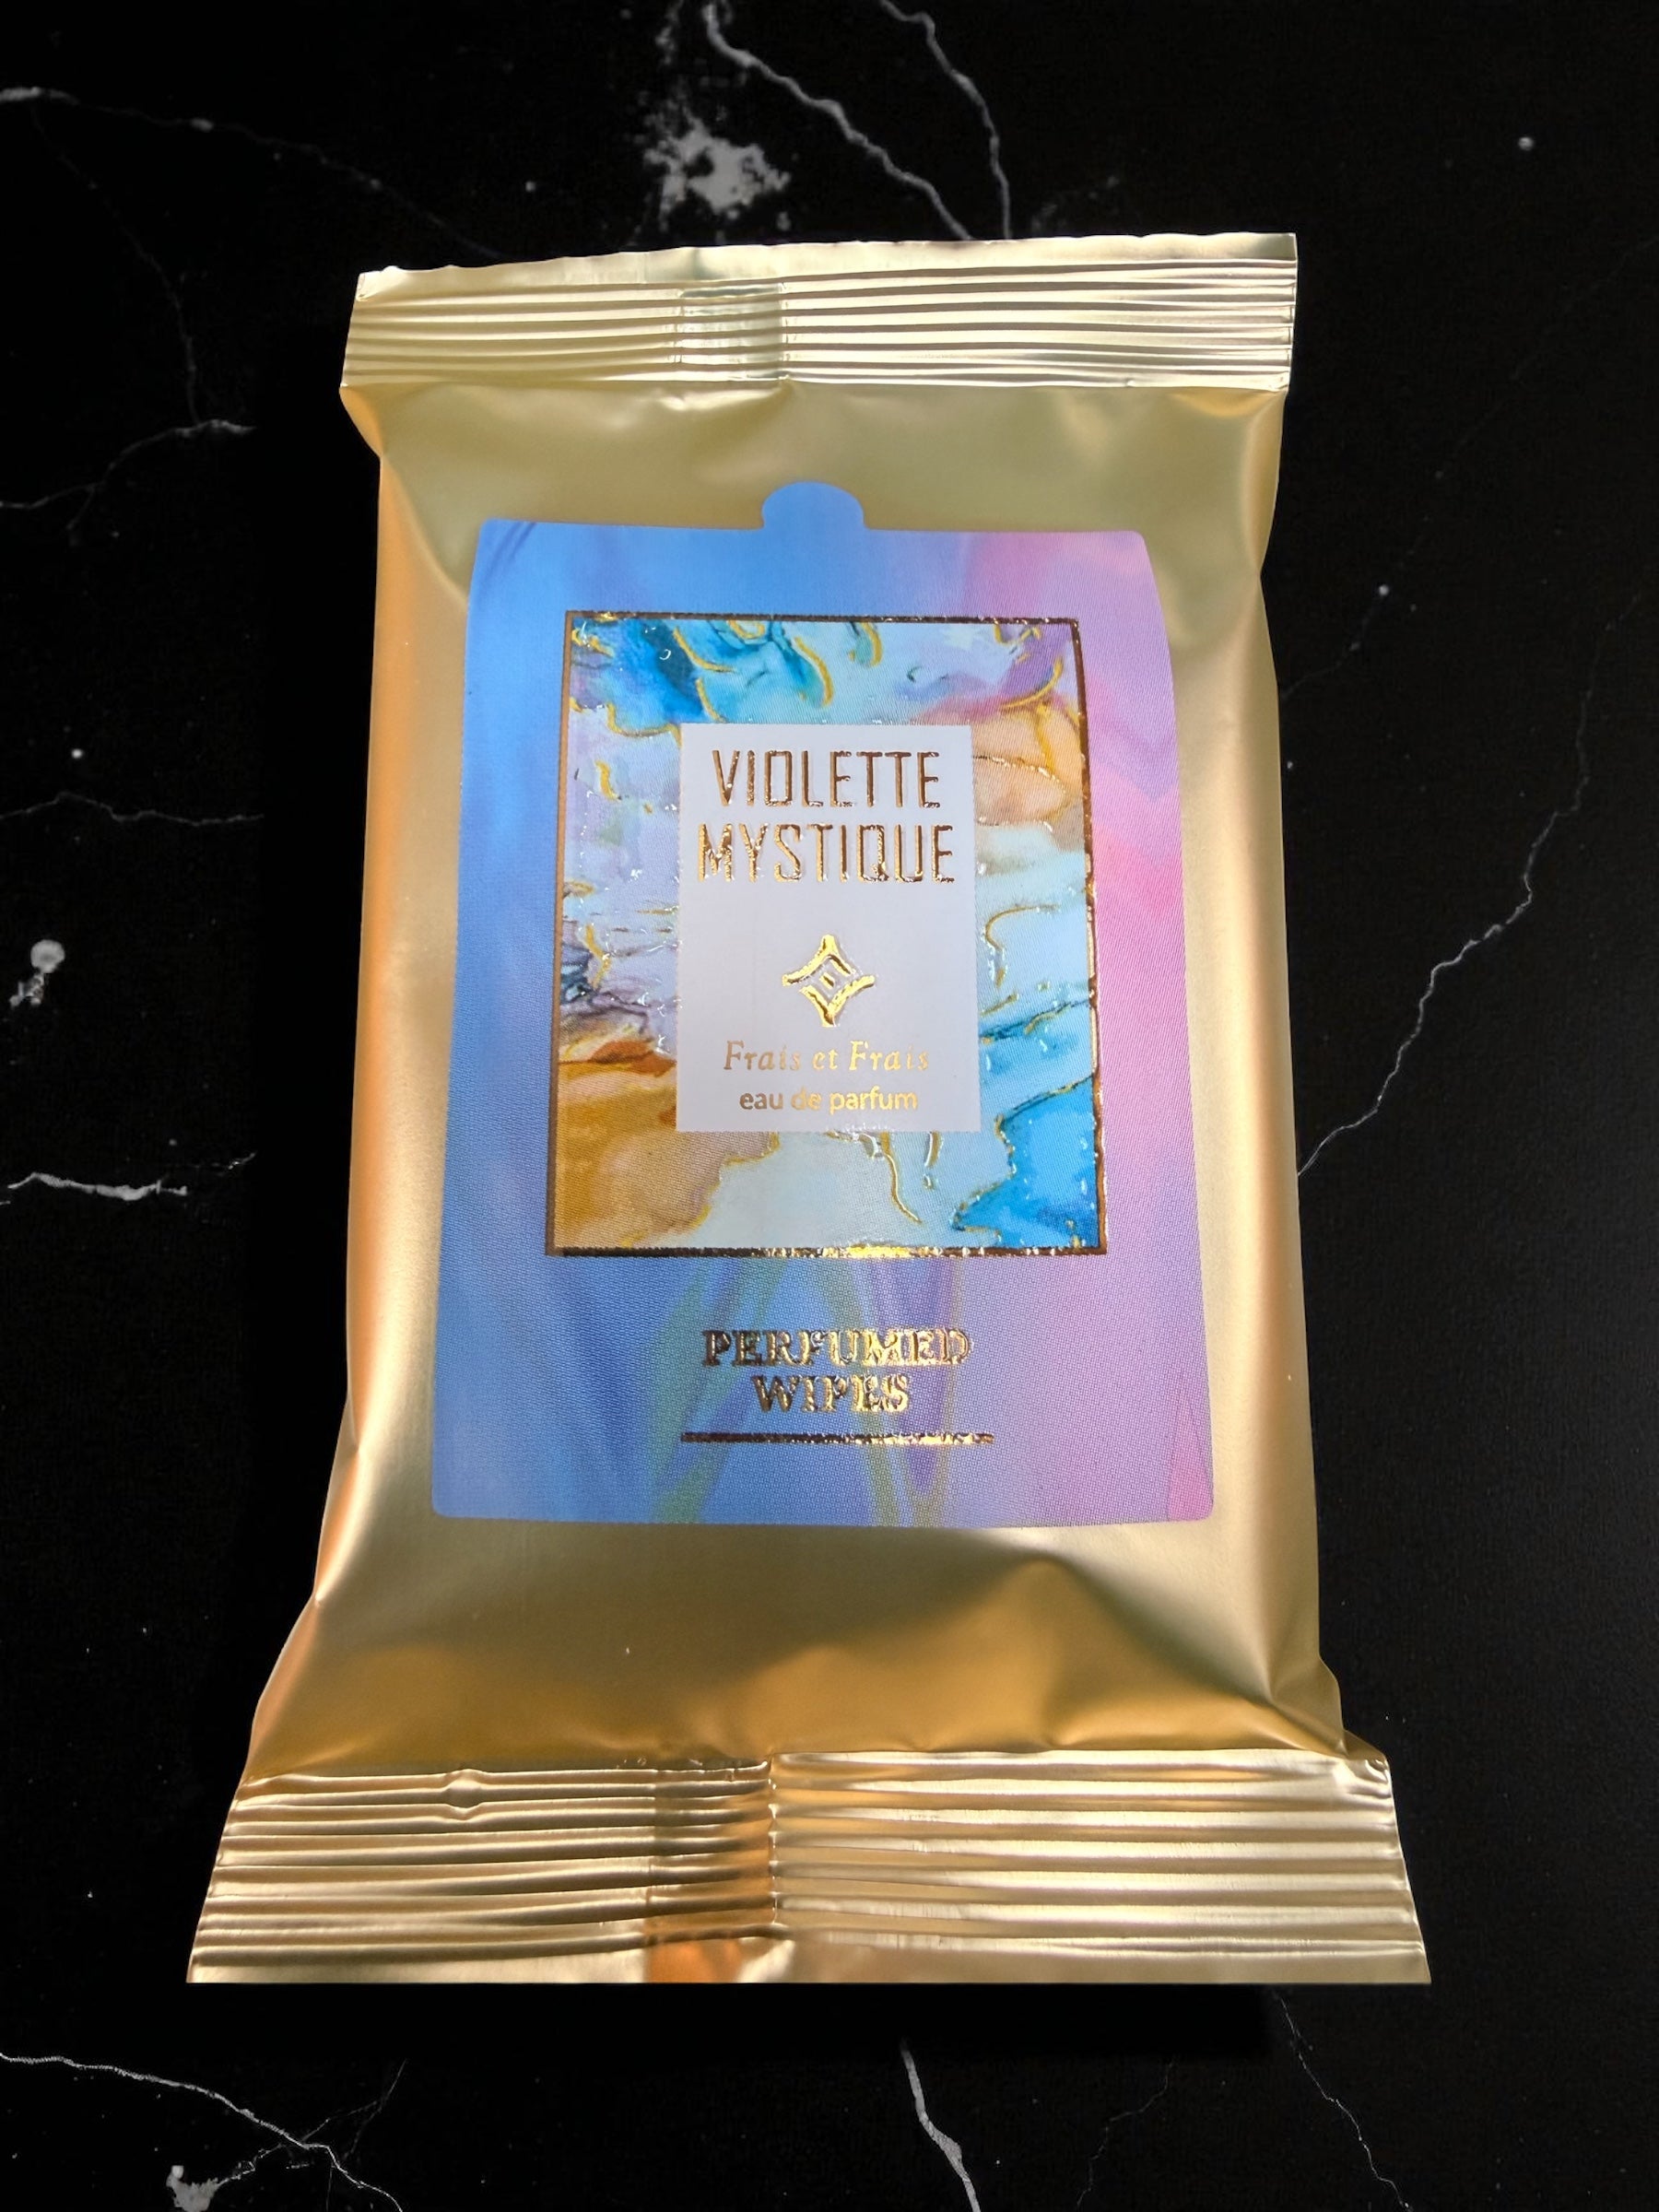 VIOLETTE
MYSTIQUE
Frais et Frais
eau de parfum
PERFUMED
WIPES